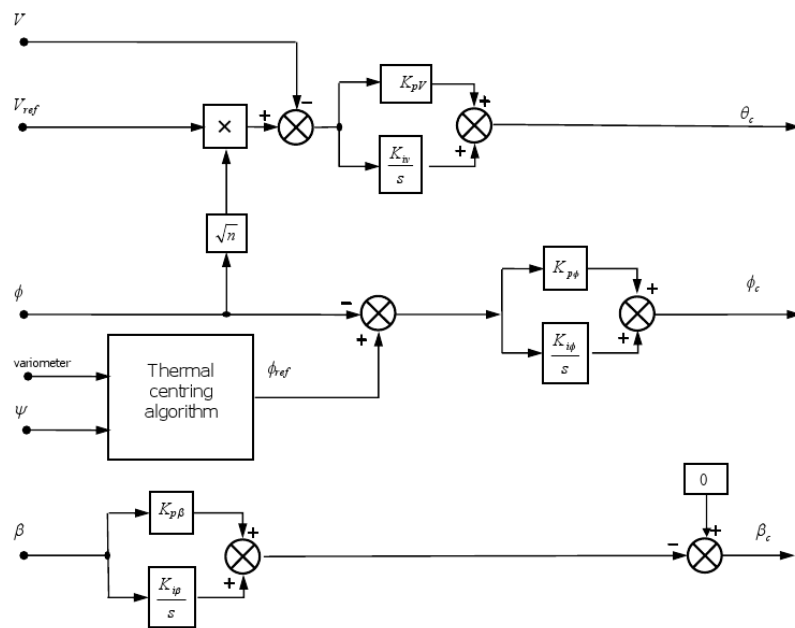 V
V_ref
×
+
−
K_pV
K_iv
s
+
+
θ_c
√n
ϕ
−
+
K_pϕ
K_iϕ
s
+
+
ϕ_c
variometer
ψ
Thermal
centring
algorithm
ϕ_ref
β
K_pβ
K_iβ
s
+
+
0
−
+
β_c